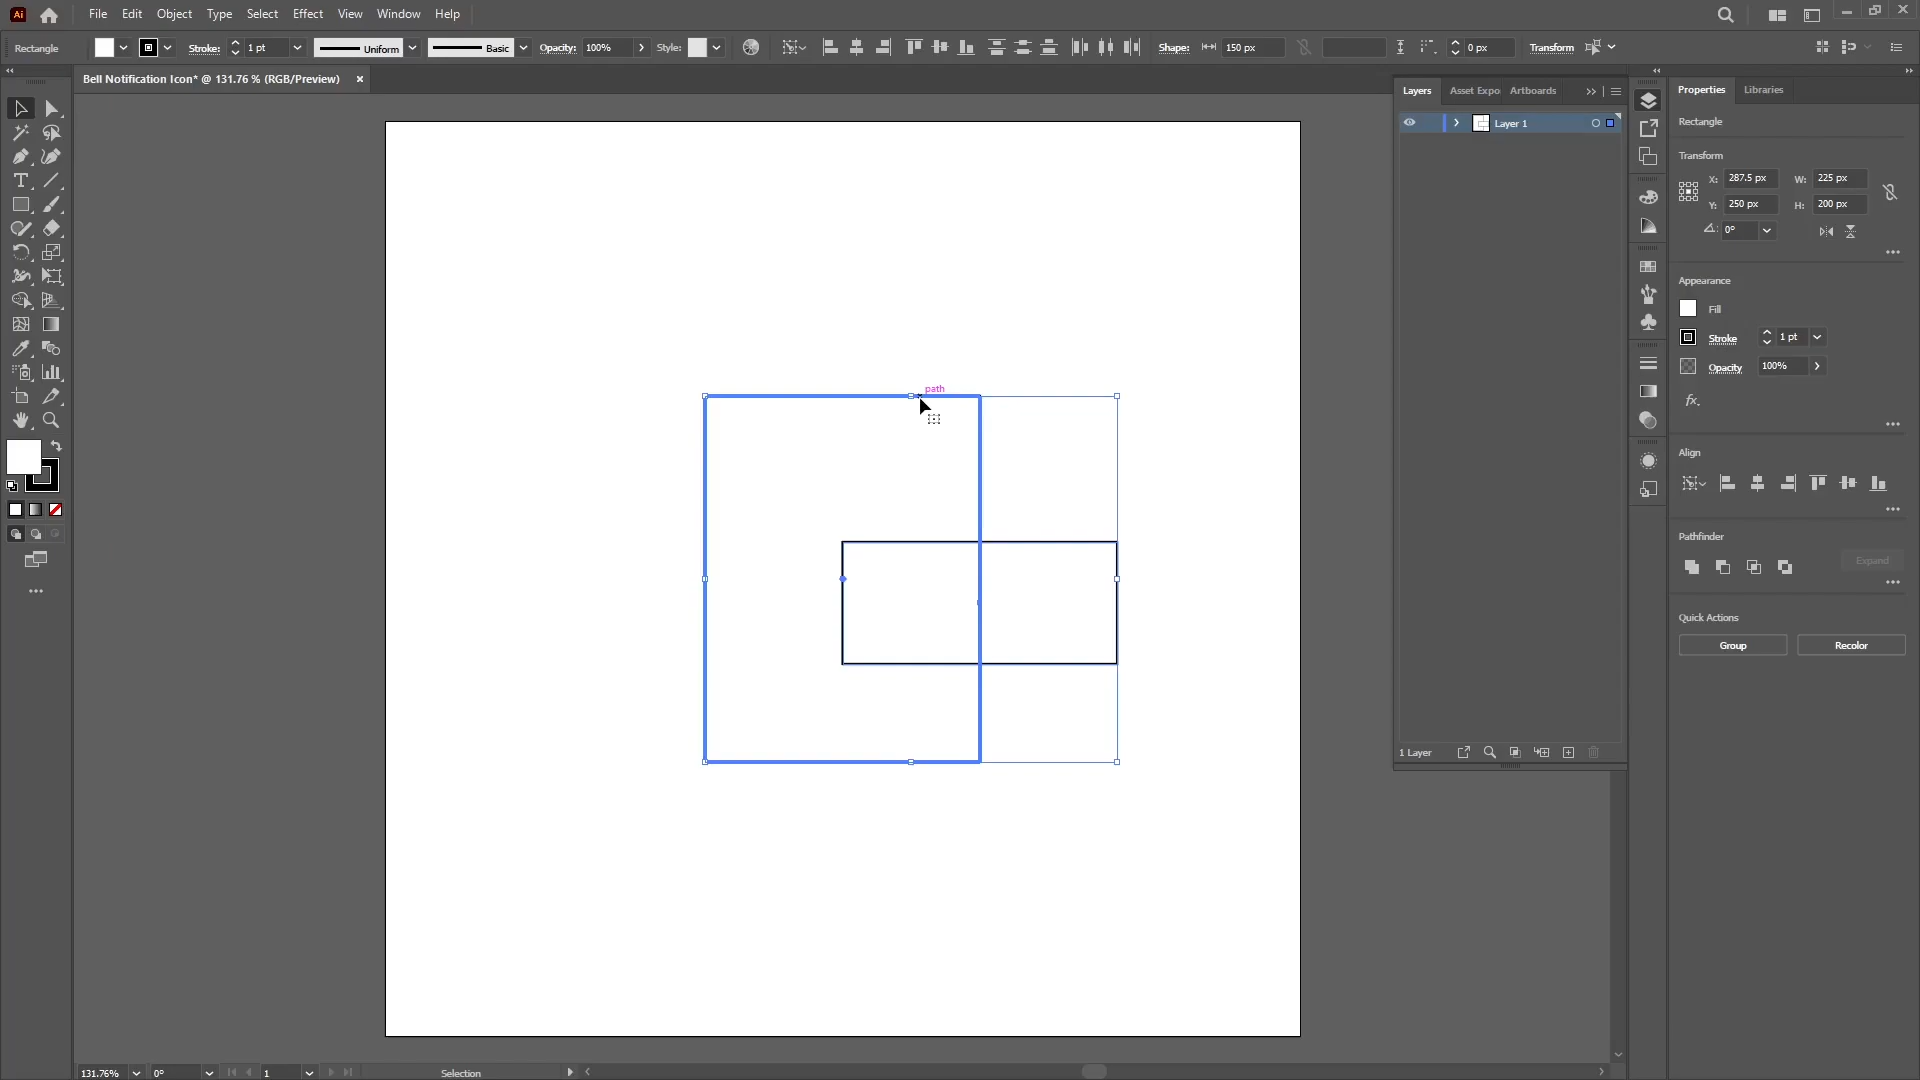 Ai File Edit Object Type Select Effect View Window Help
Rectangle Stroke: 1 pt Uniform Basic Opacity: 100% Style: Shape: 150 px 0 px Transform
Bell Notification Icon* @ 131.76 % (RGB/Preview)
Layers Asset Expo Artboards
Layer 1
1 Layer
path
Properties Libraries
Rectangle
Transform
X: 287.5 px W: 225 px
Y: 250 px H: 200 px
0°
Appearance
Fill
Stroke 1 pt
Opacity 100%
fx.
Align
Pathfinder
Expand
Quick Actions
Group Recolor
131.76% 0° 1 Selection